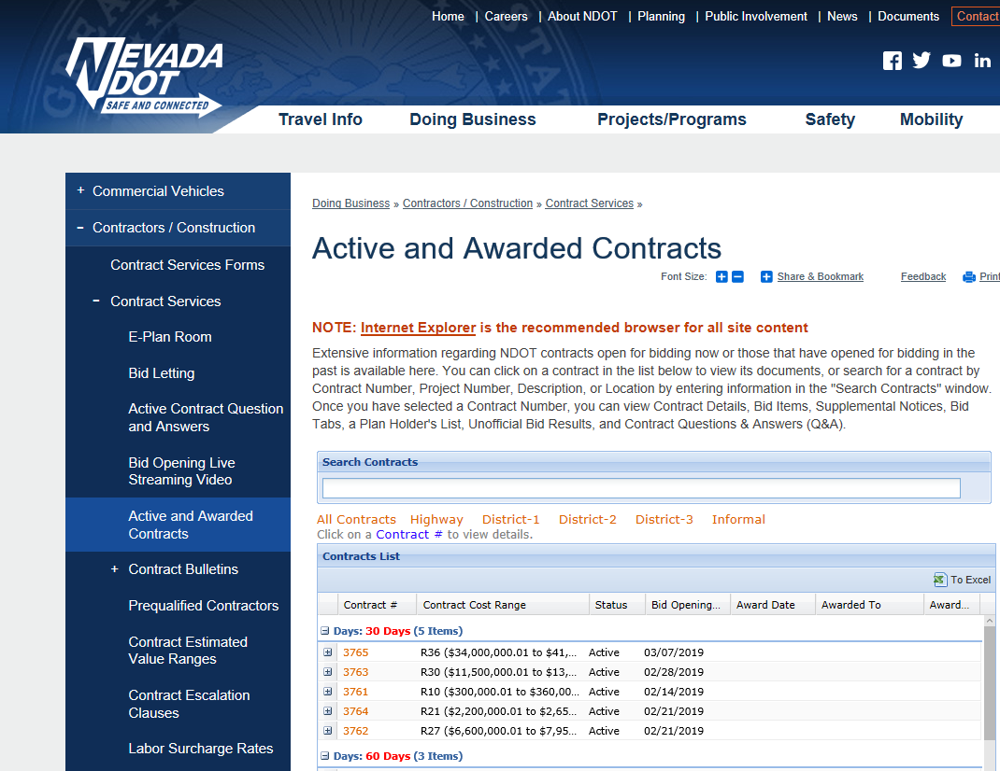 Home | Careers | About NDOT | Planning | Public Involvement | News | Documents Contact
NEVADA
NDOT
SAFE AND CONNECTED
Travel Info Doing Business Projects/Programs Safety Mobility
+ Commercial Vehicles
- Contractors / Construction
Contract Services Forms
- Contract Services
E-Plan Room
Bid Letting
Active Contract Question
and Answers
Bid Opening Live
Streaming Video
Active and Awarded
Contracts
+ Contract Bulletins
Prequalified Contractors
Contract Estimated
Value Ranges
Contract Escalation
Clauses
Labor Surcharge Rates
Doing Business » Contractors / Construction » Contract Services »
Active and Awarded Contracts
Font Size: + - + Share & Bookmark Feedback Print
NOTE: Internet Explorer is the recommended browser for all site content
Extensive information regarding NDOT contracts open for bidding now or those that have opened for bidding in the
past is available here. You can click on a contract in the list below to view its documents, or search for a contract by
Contract Number, Project Number, Description, or Location by entering information in the "Search Contracts" window.
Once you have selected a Contract Number, you can view Contract Details, Bid Items, Supplemental Notices, Bid
Tabs, a Plan Holder's List, Unofficial Bid Results, and Contract Questions & Answers (Q&A).
Search Contracts
All Contracts Highway District-1 District-2 District-3 Informal
Click on a Contract # to view details.
Contracts List
To Excel
Contract # Contract Cost Range Status Bid Opening... Award Date Awarded To Award...
Days: 30 Days (5 Items)
3765 R36 ($34,000,000.01 to $41,... Active 03/07/2019
3763 R30 ($11,500,000.01 to $13,... Active 02/28/2019
3761 R10 ($300,000.01 to $360,00... Active 02/14/2019
3764 R21 ($2,200,000.01 to $2,65... Active 02/21/2019
3762 R27 ($6,600,000.01 to $7,95... Active 02/21/2019
Days: 60 Days (3 Items)